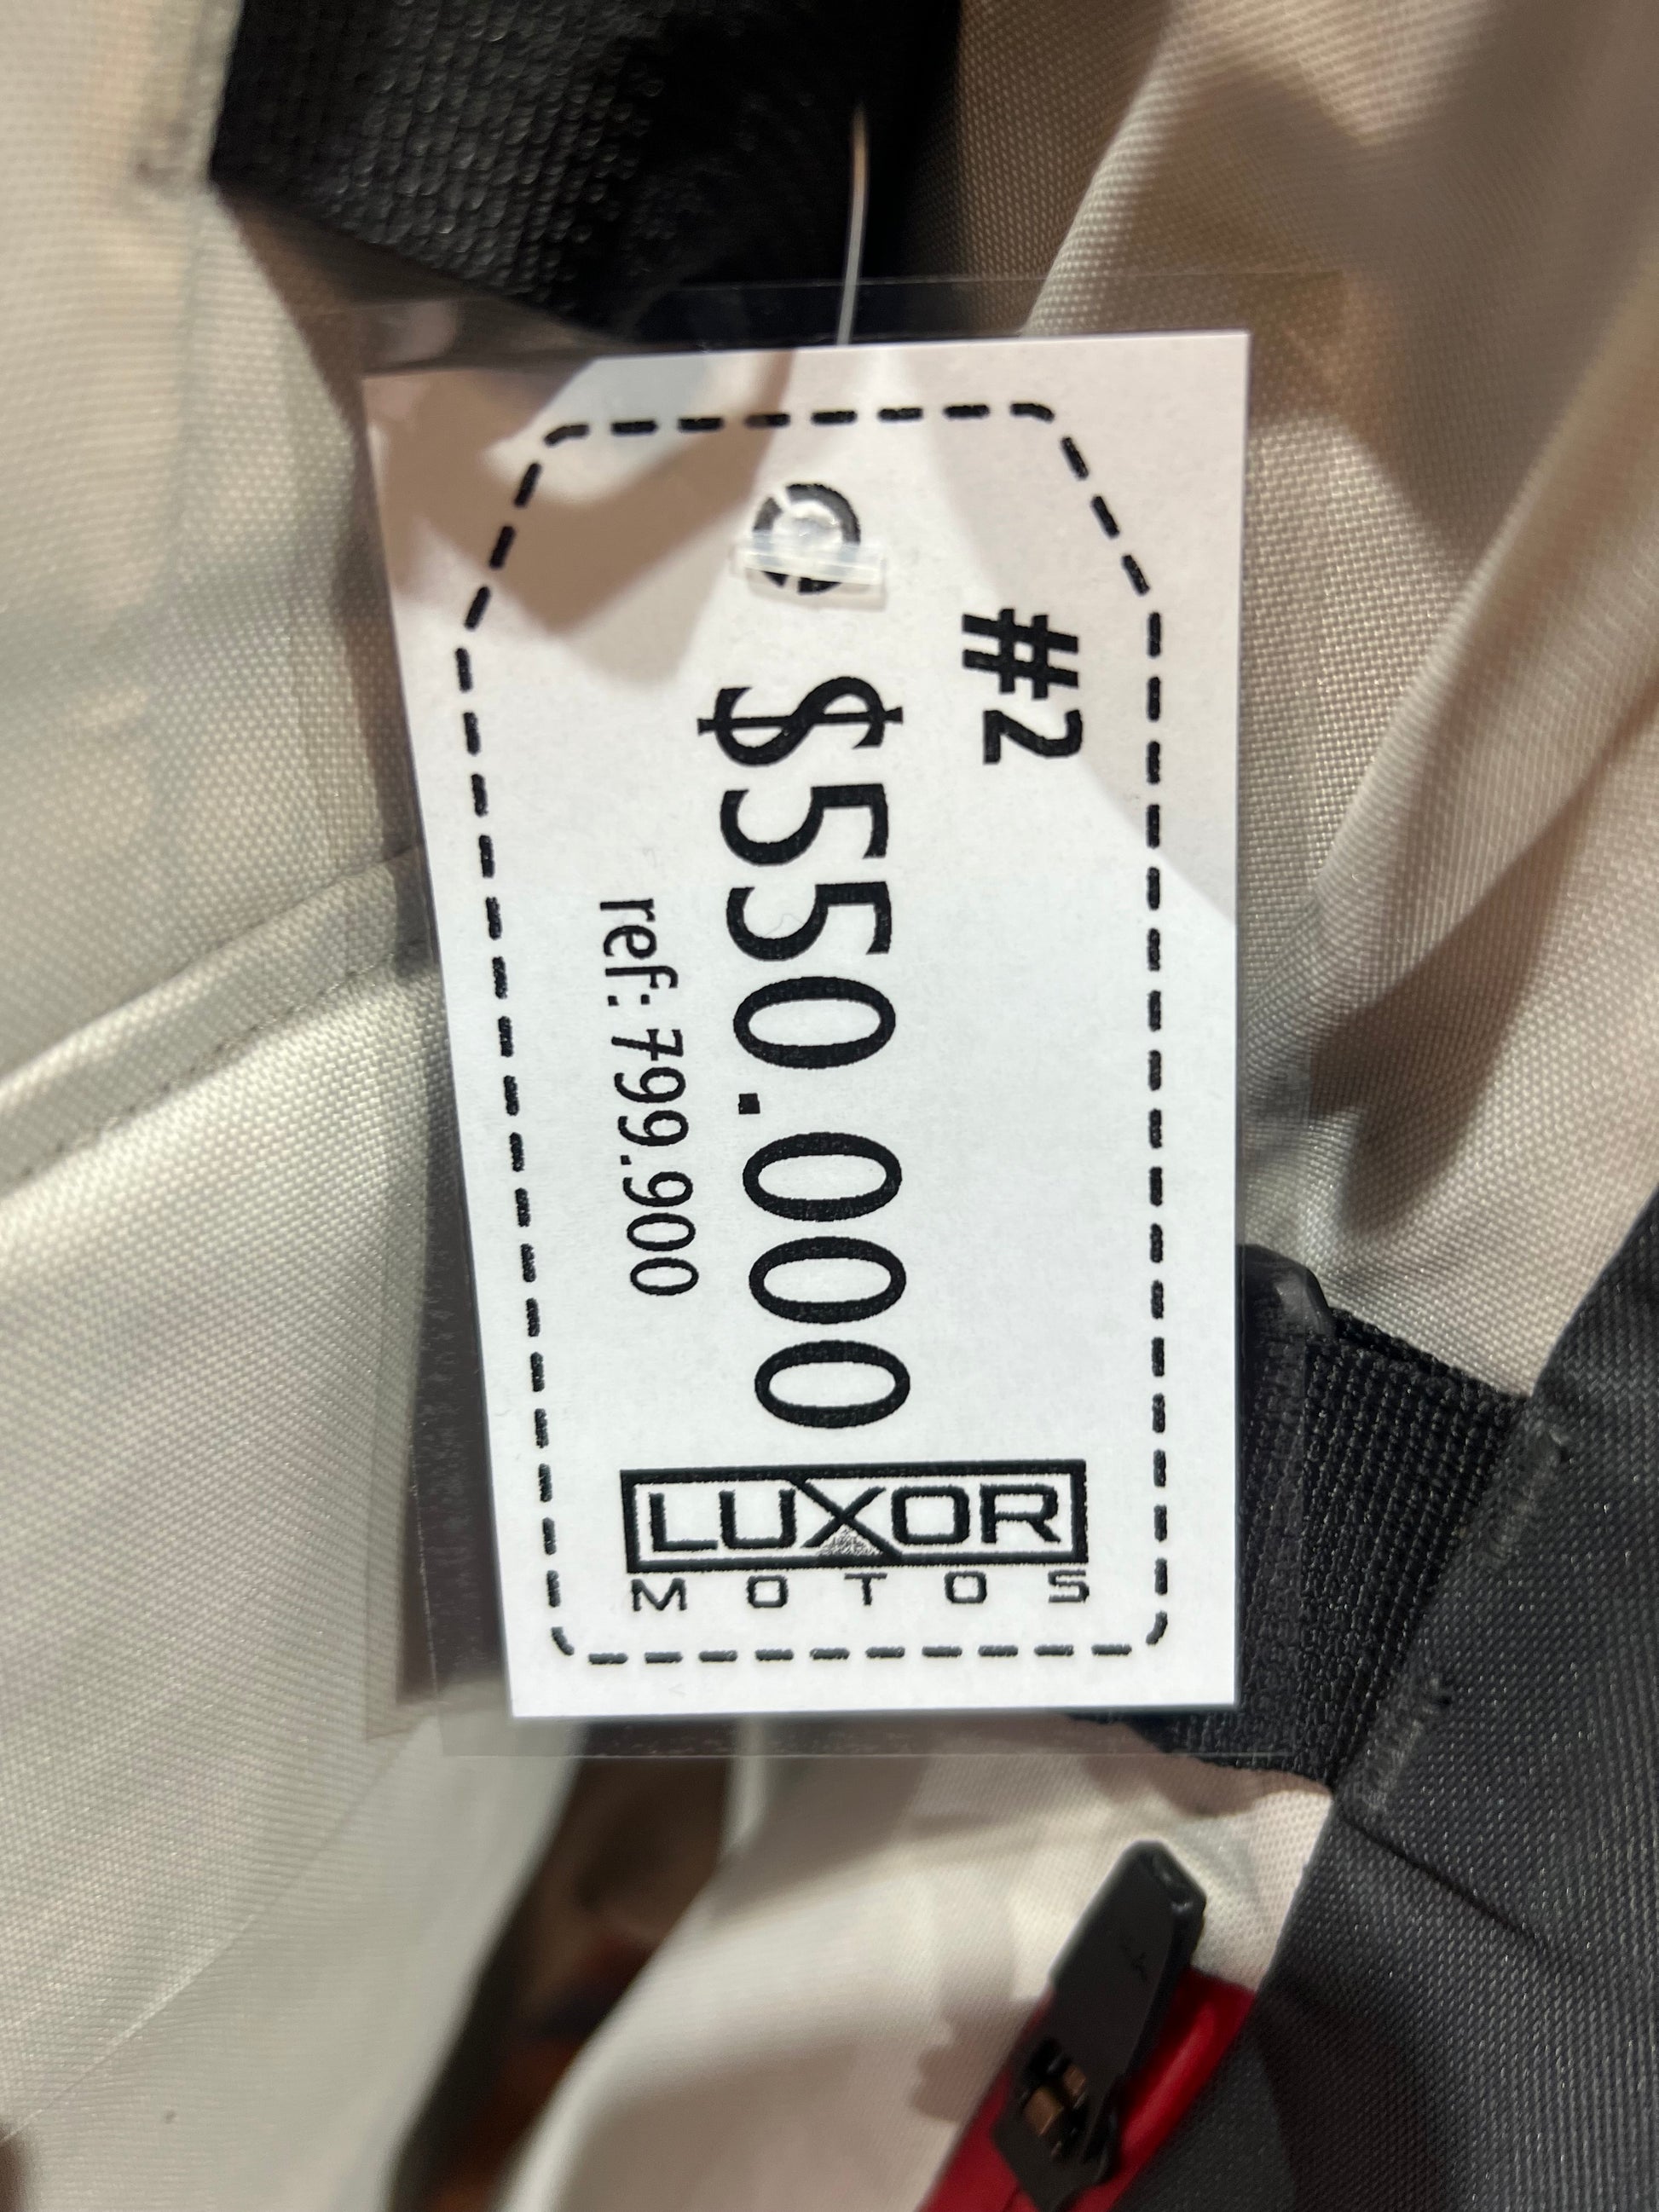 #2
$550.000
ref: 799.900
LUXOR
MOTOS